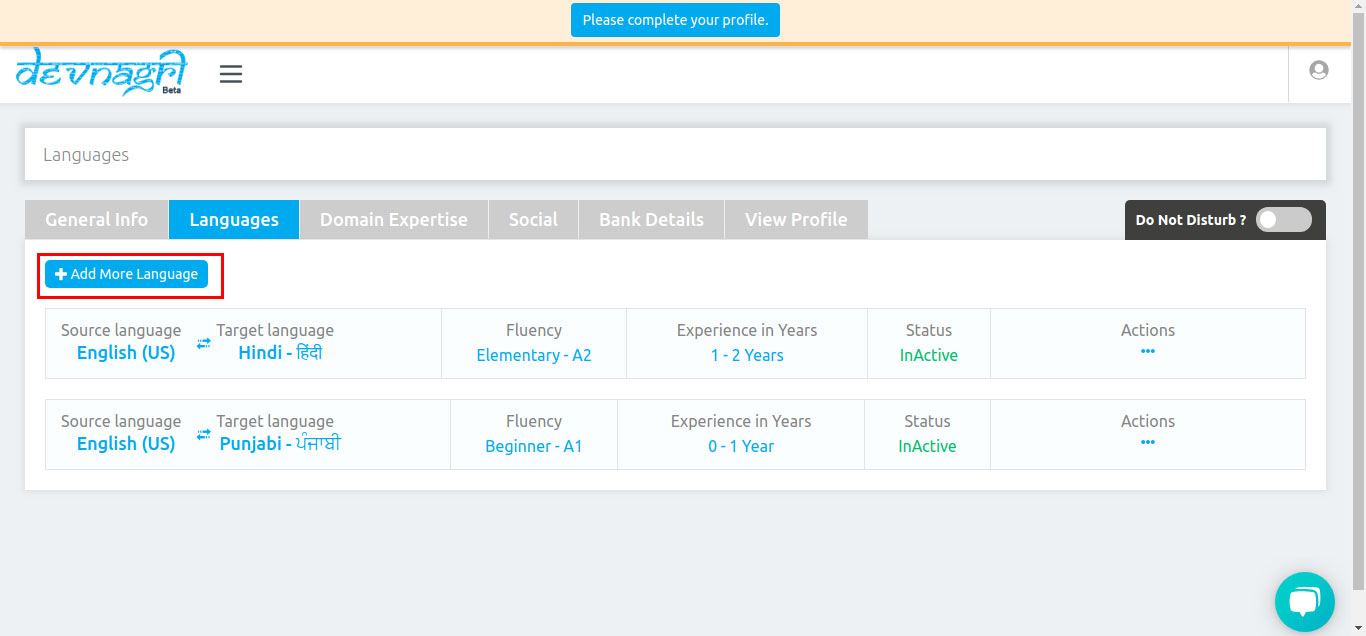 Please complete your profile.
देvnagरी
Beta
Languages
General Info Languages Domain Expertise Social Bank Details View Profile Do Not Disturb ?
Add More Language
Source language Target language Fluency Experience in Years Status Actions
English (US) Hindi - हिंदी Elementary - A2 1 - 2 Years InActive
Source language Target language Fluency Experience in Years Status Actions
English (US) Punjabi - ਪੰਜਾਬੀ Beginner - A1 0 - 1 Year InActive